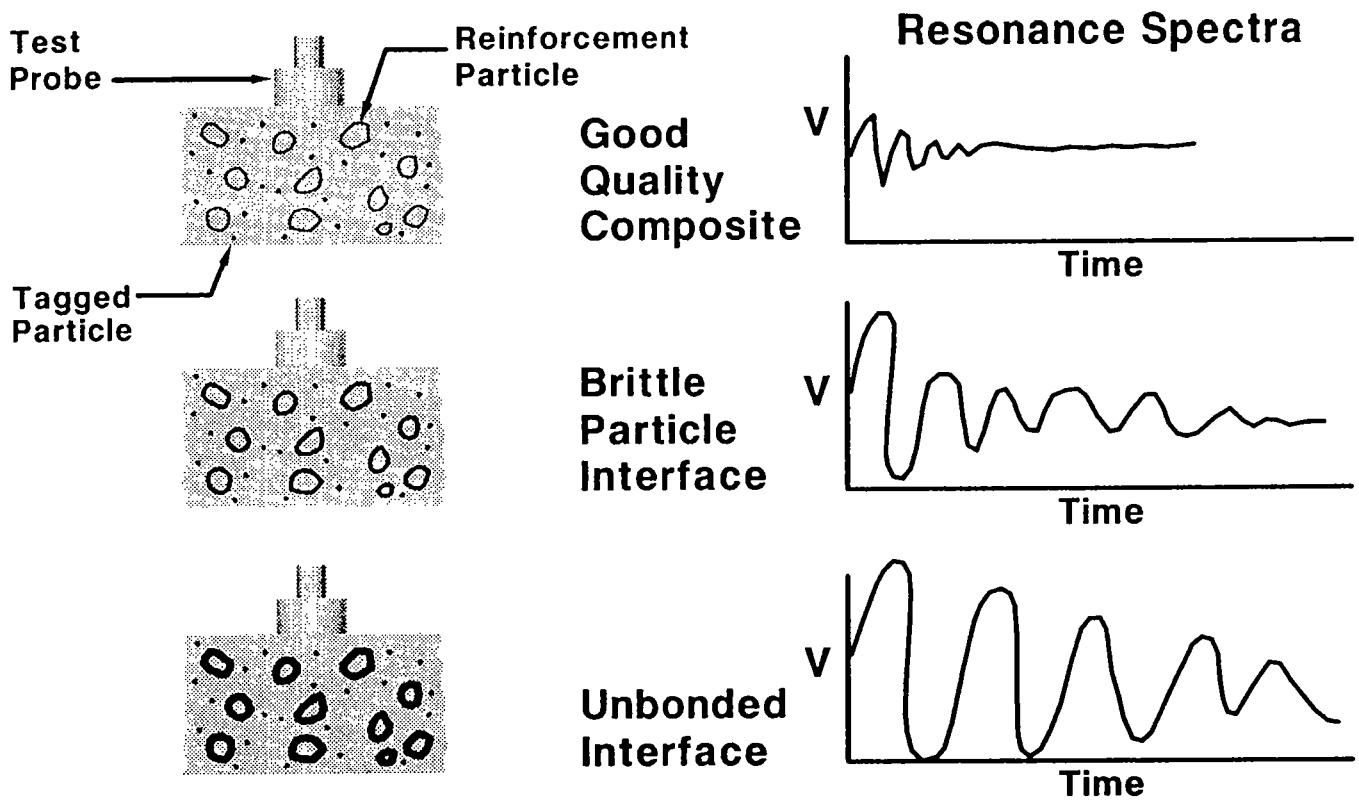 Test
Probe
Reinforcement
Particle
Resonance Spectra
Good
Quality
Composite
V
Time
Tagged
Particle
Brittle
Particle
Interface
V
Time
Unbonded
Interface
V
Time